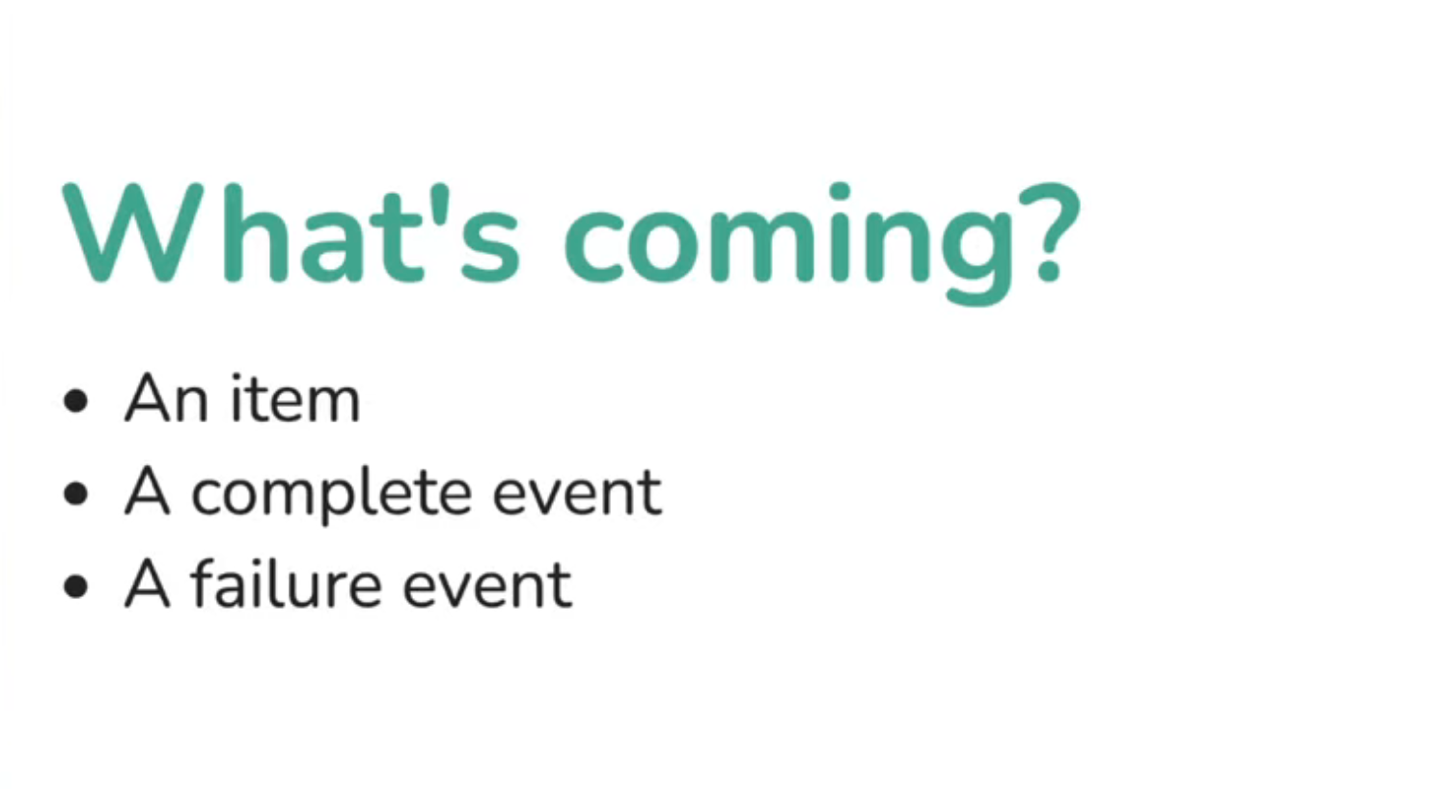 What's coming?
• An item
• A complete event
• A failure event